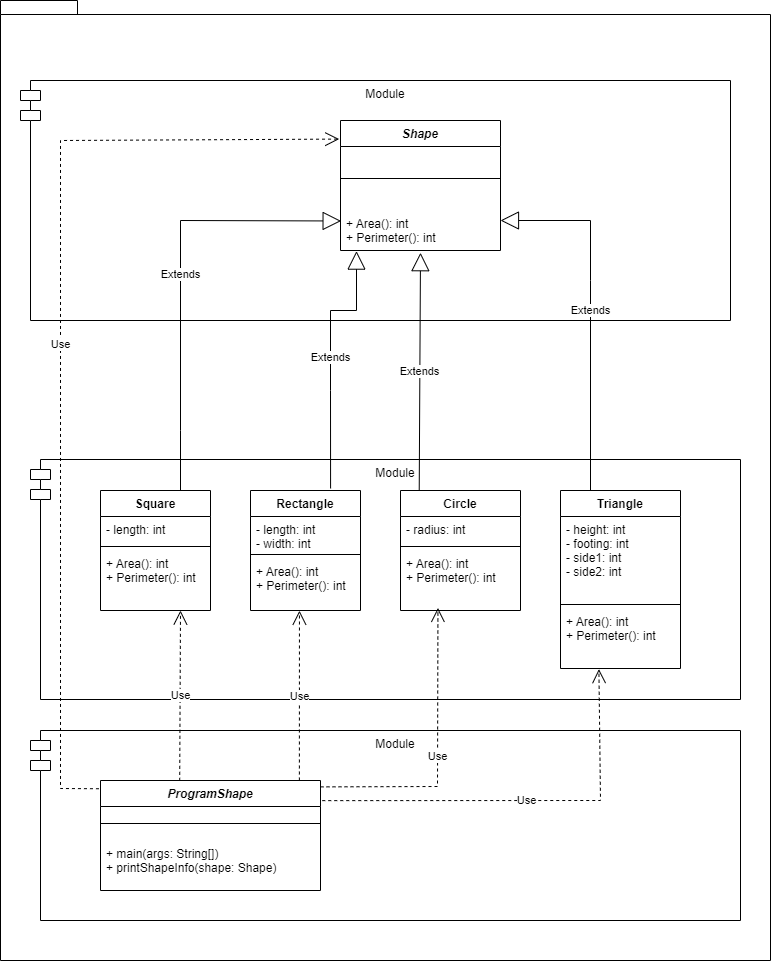 Module
Shape
+ Area(): int
+ Perimeter(): int
Extends
Extends
Use
Extends
Extends
Module
Square
- length: int
+ Area(): int
+ Perimeter(): int
Rectangle
- length: int
- width: int
+ Area(): int
+ Perimeter(): int
Circle
- radius: int
+ Area(): int
+ Perimeter(): int
Triangle
- height: int
- footing: int
- side1: int
- side2: int
+ Area(): int
+ Perimeter(): int
Use
Use
Module
Use
Use
ProgramShape
+ main(args: String[])
+ printShapeInfo(shape: Shape)